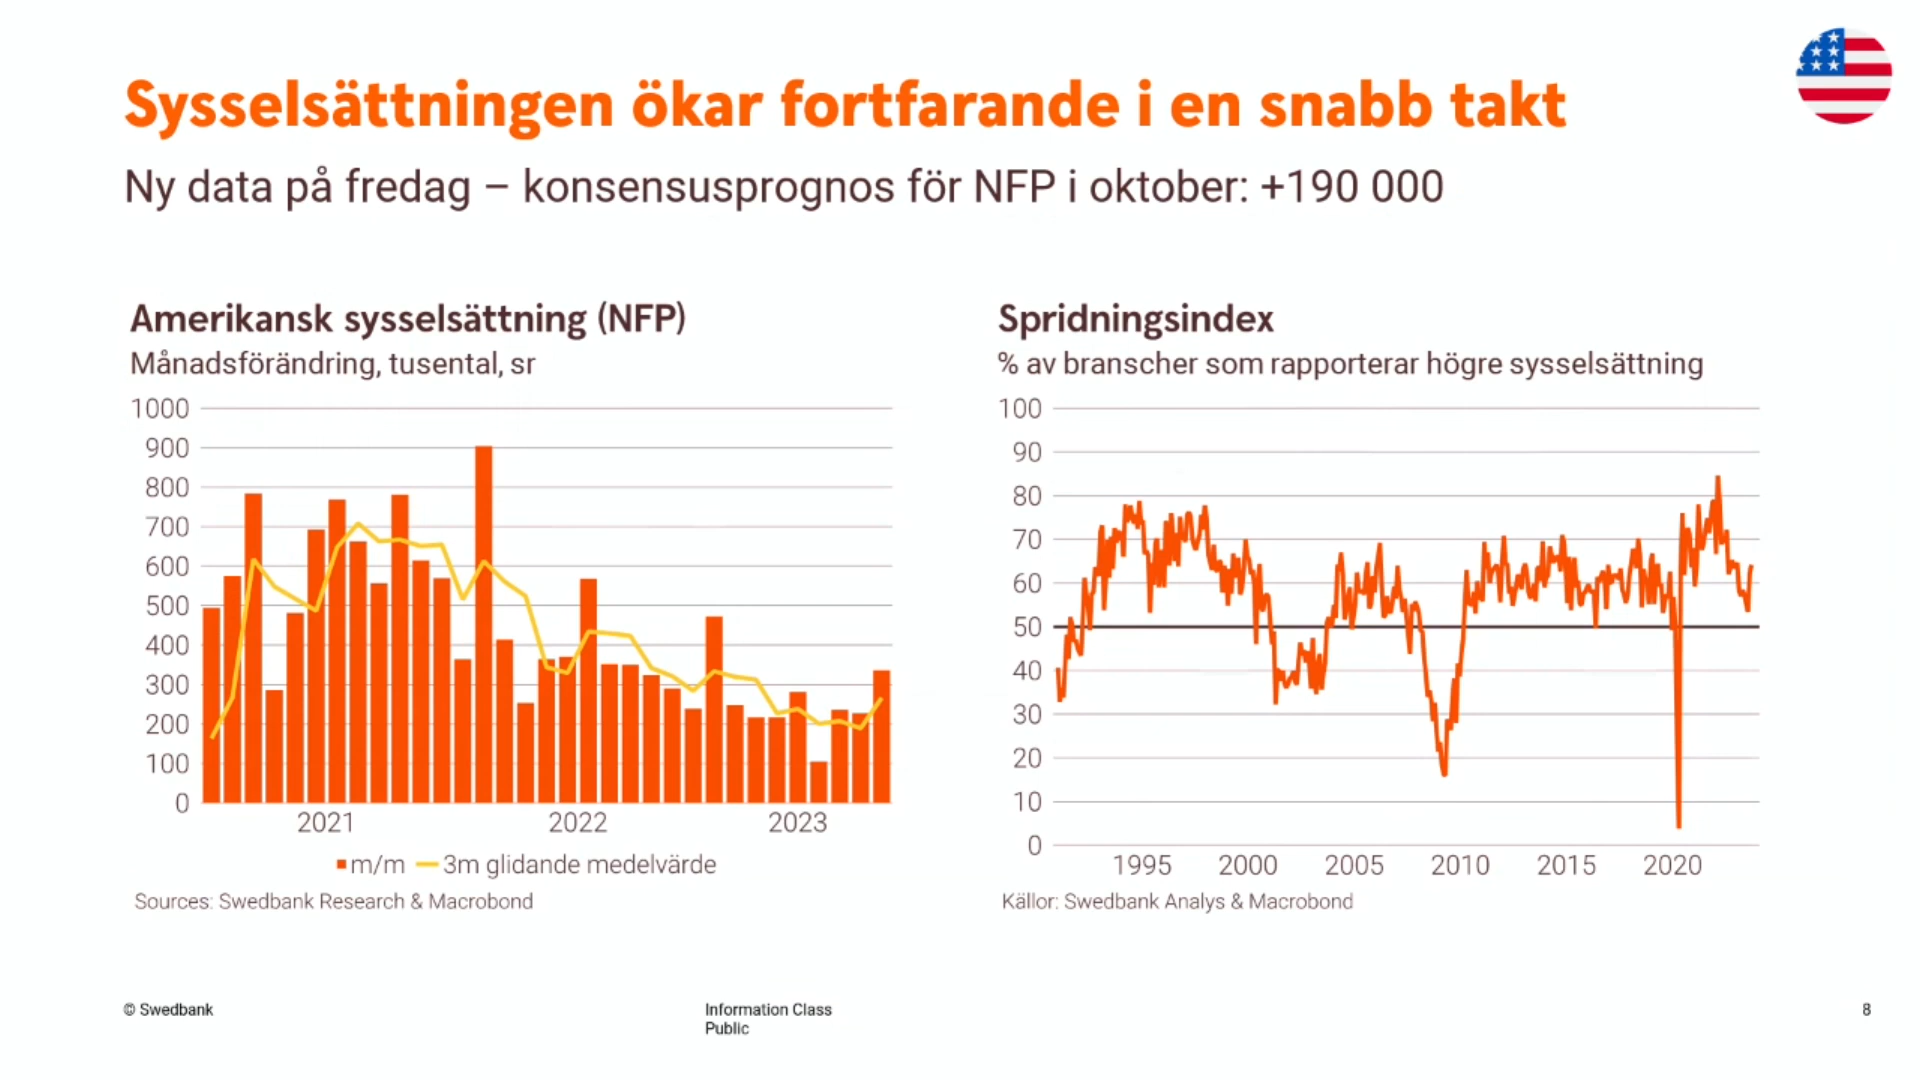 Sysselsättningen ökar fortfarande i en snabb takt
Ny data på fredag – konsensusprognos för NFP i oktober: +190 000
Amerikansk sysselsättning (NFP)
Månadsförändring, tusental, sr
1000
900
800
700
600
500
400
300
200
100
0
2021 2022 2023
m/m 3m glidande medelvärde
Sources: Swedbank Research & Macrobond
Spridningsindex
% av branscher som rapporterar högre sysselsättning
100
90
80
70
60
50
40
30
20
10
0
1995 2000 2005 2010 2015 2020
Källor: Swedbank Analys & Macrobond
© Swedbank
Information Class
Public
8